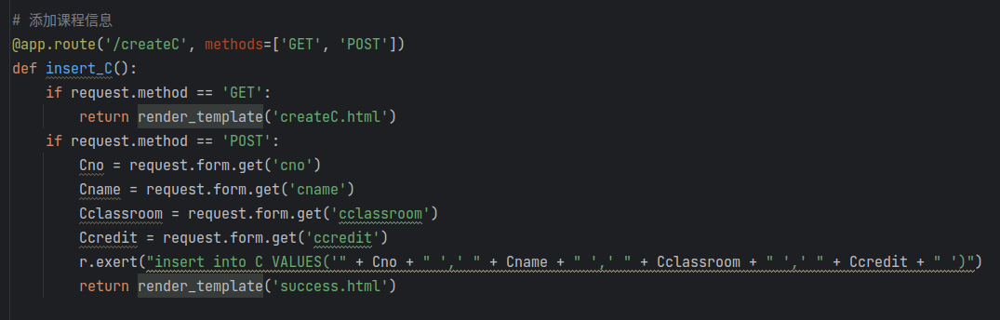 # 添加课程信息
@app.route('/createC', methods=['GET', 'POST'])
def insert_C():
    if request.method == 'GET':
        return render_template('createC.html')
    if request.method == 'POST':
        Cno = request.form.get('cno')
        Cname = request.form.get('cname')
        Cclassroom = request.form.get('cclassroom')
        Ccredit = request.form.get('ccredit')
        r.exert("insert into C VALUES('" + Cno + " ',' " + Cname + " ',' " + Cclassroom + " ',' " + Ccredit + " ')")
        return render_template('success.html')